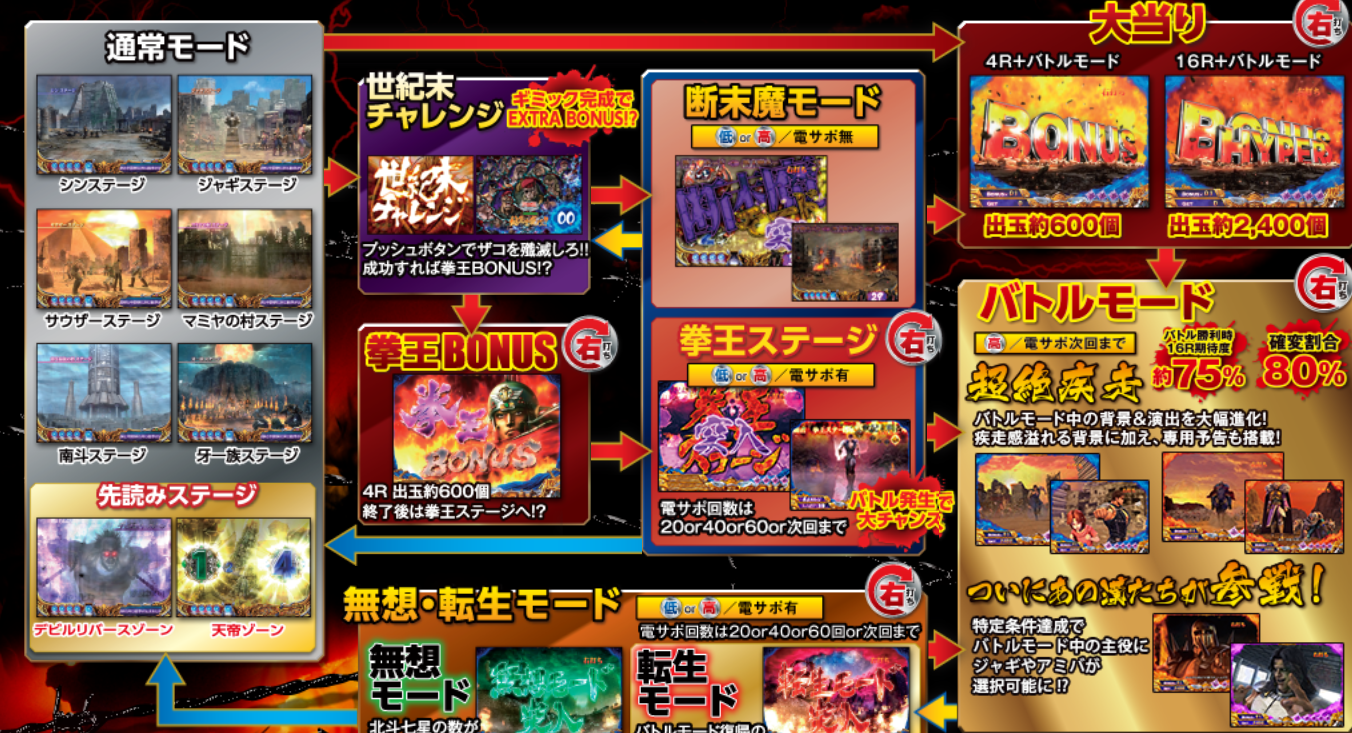 通常モード
シンステージ
ジャギステージ
サウザーステージ
マミヤの村ステージ
南斗ステージ
牙一族ステージ
先読みステージ
デビルリバースゾーン
天帝ゾーン
世紀末
チャレンジ
ギミック完成で
EXTRA BONUS!?
世紀末
チャレンジ
00
プッシュボタンでザコを殲滅しろ!!
成功すれば拳王BONUS!?
拳王BONUS
右打ち
拳王
BONUS
4R 出玉約600個
終了後は拳王ステージへ!?
断末魔モード
低or高/電サポ無
断末魔
29
拳王ステージ
右打ち
低or高/電サポ有
電サポ回数は
20or40or60or次回まで
バトル発生で
大チャンス
大当り
右打ち
4R+バトルモード
16R+バトルモード
BONUS
BONUS
HYPER
出玉約600個
出玉約2,400個
バトルモード
右打ち
高/電サポ次回まで
バトル勝利時
16R期待度
約75%
確変割合
80%
超絶疾走
バトルモード中の背景&演出を大幅進化!
疾走感溢れる背景に加え、専用予告も搭載!
ついにあの漢たちが参戦!
特定条件達成で
バトルモード中の主役に
ジャギやアミバが
選択可能に!?
無想・転生モード
低or高/電サポ有
右打ち
電サポ回数は20or40or60回or次回まで
無想
モード
北斗七星の数が
転生
モード
転生モード
突入
バトルモード復帰の